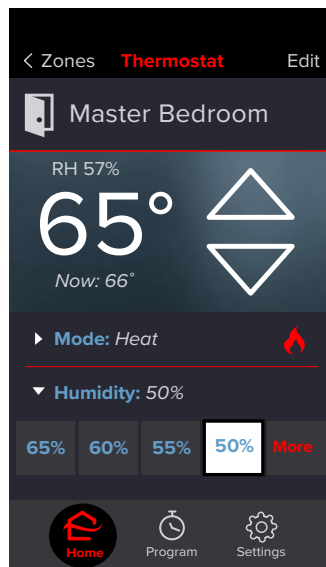 Zones Thermostat Edit
Master Bedroom
RH 57%
65°
Now: 66°
Mode: Heat
Humidity: 50%
65% 60% 55% 50% More
Home Program Settings